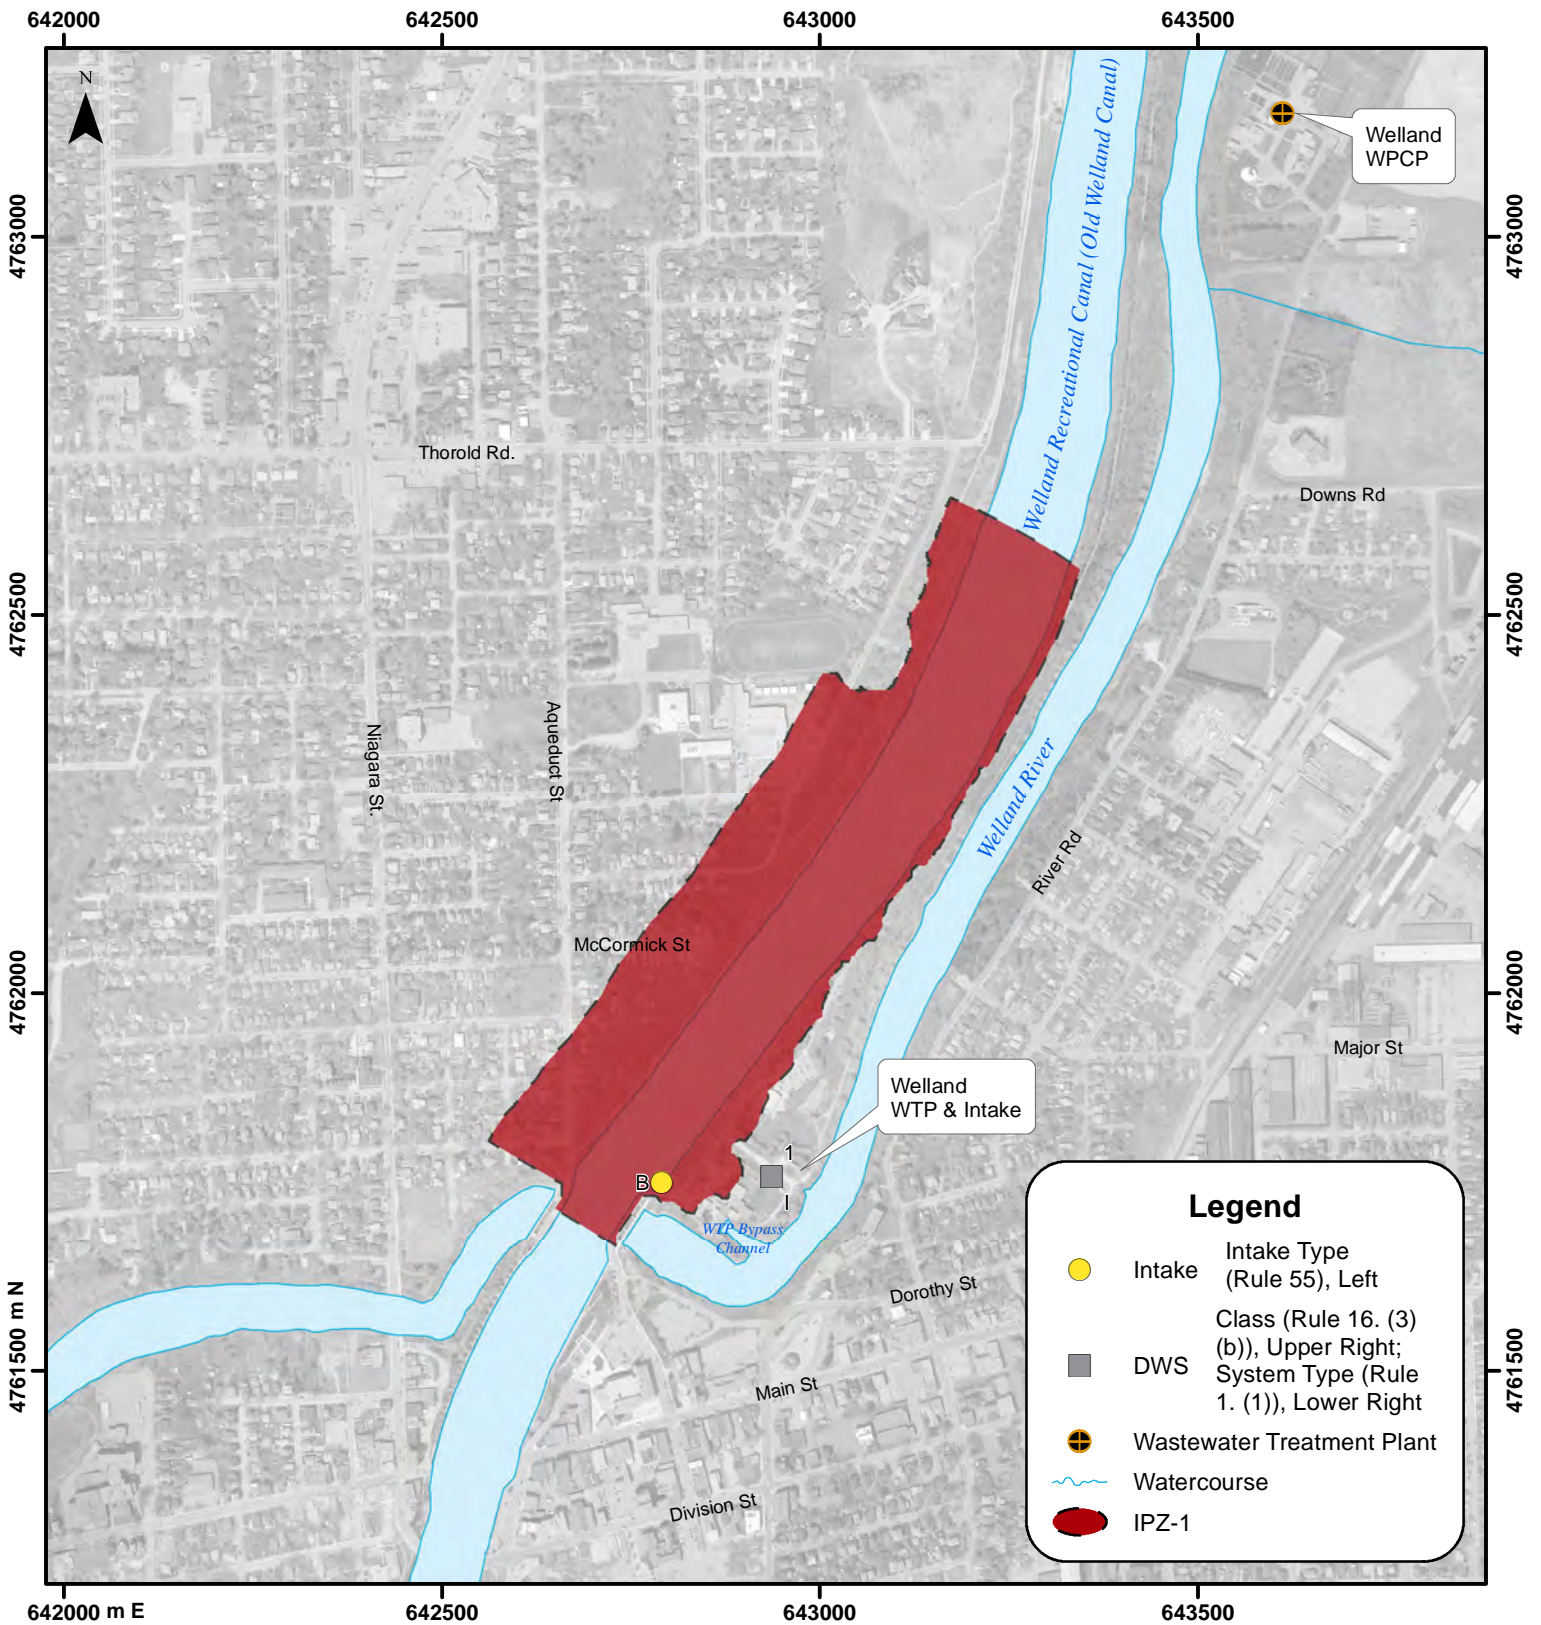 642000
642500
643000
643500
N
Welland
WPCP
4763000
4763000
Welland Recreational Canal (Old Welland Canal)
Thorold Rd.
Downs Rd
4762500
4762500
Niagara St.
Aqueduct St
Welland River
River Rd
McCormick St
4762000
4762000
Major St
Welland
WTP & Intake
1
B
I
WTP Bypass
Channel
Dorothy St
Main St
Division St
4761500 m N
4761500
Legend
Intake
Intake Type
(Rule 55), Left
DWS
Class (Rule 16. (3)
(b)), Upper Right;
System Type (Rule
1. (1)), Lower Right
Wastewater Treatment Plant
Watercourse
IPZ-1
642000 m E
642500
643000
643500